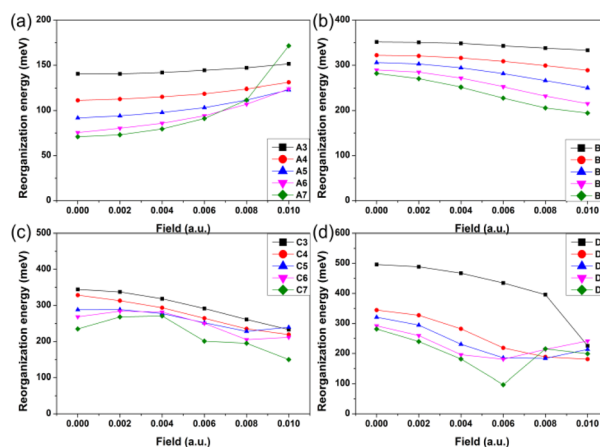 (a)
Reorganization energy (meV)
200
150
100
50
0
0.000 0.002 0.004 0.006 0.008 0.010
Field (a.u.)
A3
A4
A5
A6
A7
(b)
Reorganization energy (meV)
400
300
200
100
0
0.000 0.002 0.004 0.006 0.008 0.010
Field (a.u.)
B
B
B
B
B
(c)
Reorganization energy (meV)
500
400
300
200
100
0
0.000 0.002 0.004 0.006 0.008 0.010
Field (a.u.)
C3
C4
C5
C6
C7
(d)
Reorganization energy (meV)
600
500
400
300
200
100
0
0.000 0.002 0.004 0.006 0.008 0.010
Field (a.u.)
D
D
D
D
D